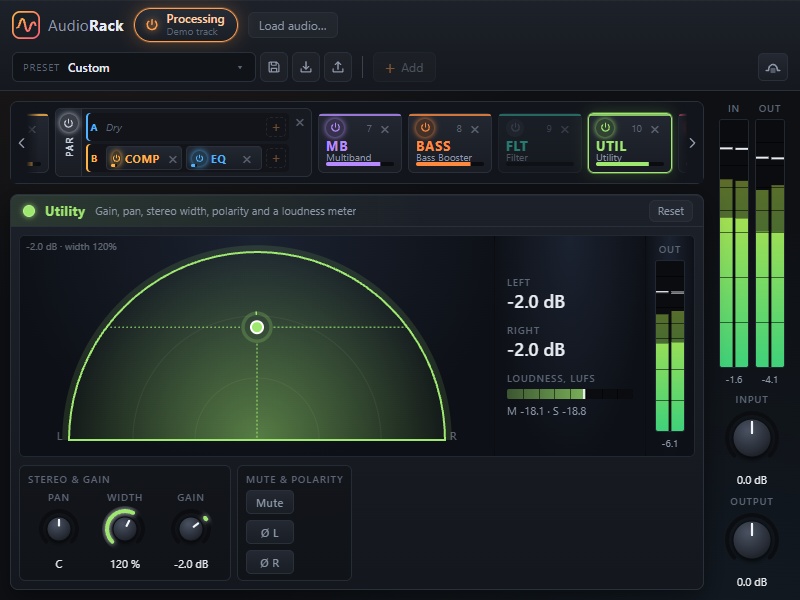 AudioRack
Processing
Demo track
Load audio...
PRESET Custom
+ Add
IN OUT
PAR
A Dry +
B COMP × EQ × +
MB 7 ×
Multiband
BASS 8 ×
Bass Booster
FLT 9 ×
Filter
UTIL 10 ×
Utility
Utility Gain, pan, stereo width, polarity and a loudness meter
Reset
-2.0 dB · width 120%
L
R
LEFT
-2.0 dB
RIGHT
-2.0 dB
LOUDNESS, LUFS
M -18.1 · S -18.8
OUT
-6.1
-1.6 -4.1
INPUT
0.0 dB
OUTPUT
0.0 dB
STEREO & GAIN
PAN WIDTH GAIN
C 120 % -2.0 dB
MUTE & POLARITY
Mute
Ø L
Ø R